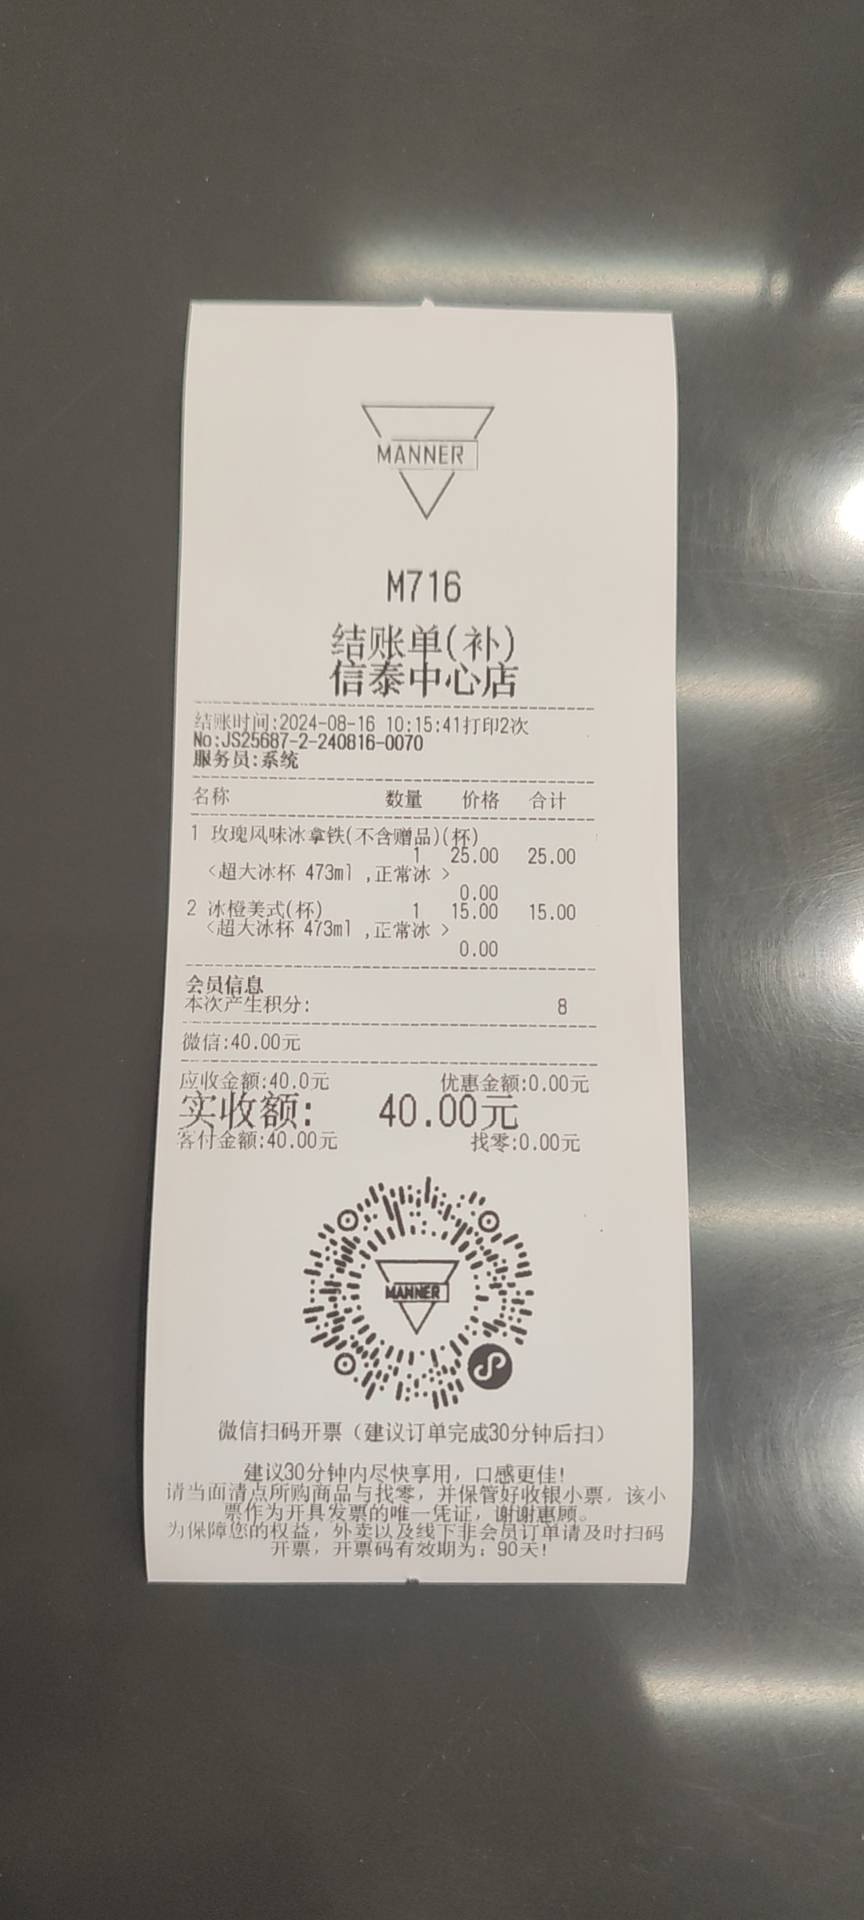 MANNER
M716
结账单(补)
信泰中心店
结账时间:2024-08-16 10:15:41打印2次
No:JS25687-2-240816-0070
服务员:系统
名称 数量 价格 合计
1 玫瑰风味冰拿铁(不含赠品)(杯)
1 25.00 25.00
<超大冰杯 473ml ,正常冰 >
0.00
2 冰橙美式(杯) 1 15.00 15.00
<超大冰杯 473ml ,正常冰 >
0.00
会员信息
本次产生积分: 8
微信:40.00元
应收金额:40.0元 优惠金额:0.00元
实收额: 40.00元
客付金额:40.00元 找零:0.00元
MANNER
微信扫码开票（建议订单完成30分钟后扫）
建议30分钟内尽快享用，口感更佳!
请当面清点所购商品与找零，并保管好收银小票，该小
票作为开具发票的唯一凭证，谢谢惠顾。
为保障您的权益，外卖以及线下非会员订单请及时扫码
开票，开票码有效期为：90天!